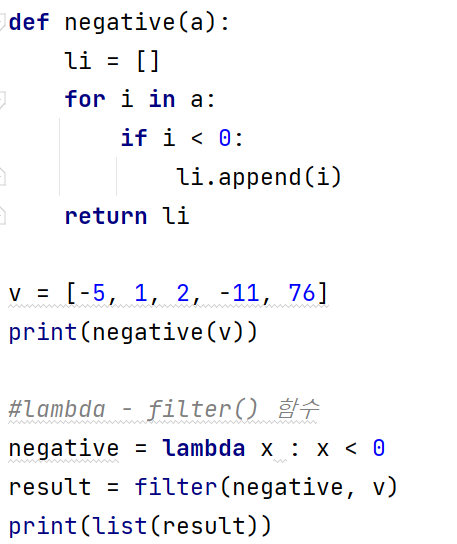 def negative(a):
    li = []
    for i in a:
        if i < 0:
            li.append(i)
    return li

v = [-5, 1, 2, -11, 76]
print(negative(v))

#lambda - filter() 함수
negative = lambda x : x < 0
result = filter(negative, v)
print(list(result))